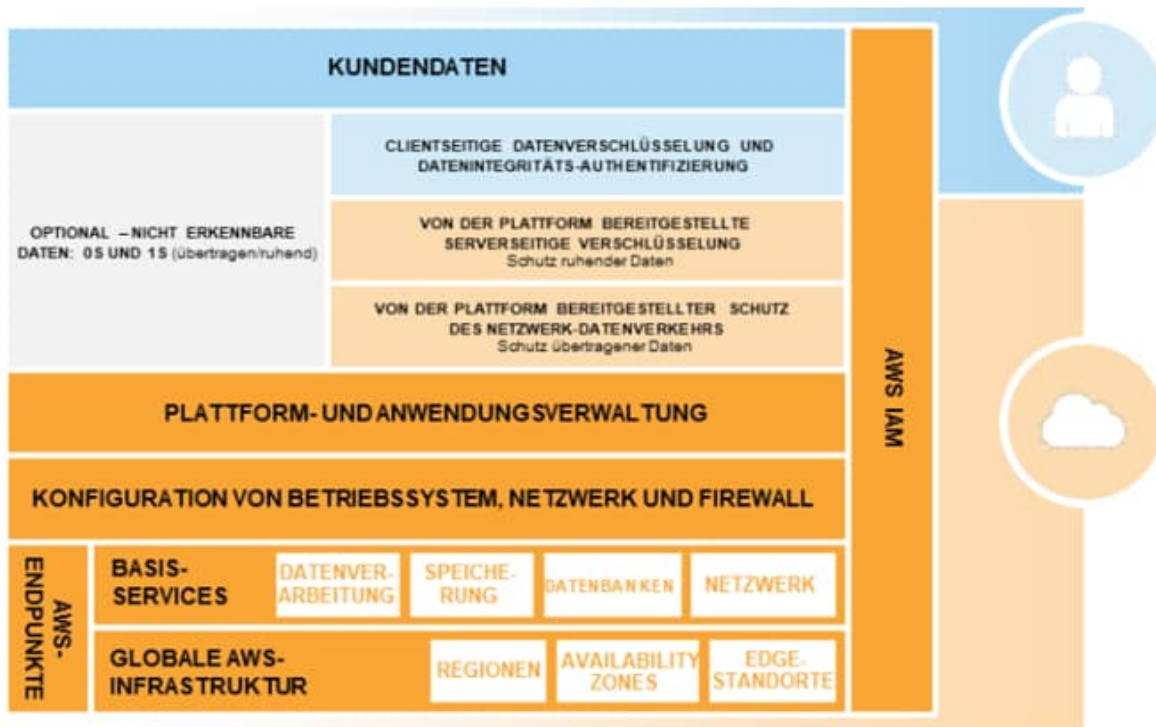 KUNDENDATEN
CLIENTSEITIGE DATENVERSCHLÜSSELUNG UND
DATENINTEGRITÄTS-AUTHENTIFIZIERUNG
OPTIONAL – NICHT ERKENNBARE
DATEN: 0S UND 1S (übertragen/ruhend)
VON DER PLATTFORM BEREITGESTELLTE
SERVERSEITIGE VERSCHLÜSSELUNG
Schutz ruhender Daten
VON DER PLATTFORM BEREITGESTELLTER SCHUTZ
DES NETZWERK-DATENVERKEHRS
Schutz übertragener Daten
AWS IAM
PLATTFORM- UND ANWENDUNGSVERWALTUNG
KONFIGURATION VON BETRIEBSSYSTEM, NETZWERK UND FIREWALL
AWS-
ENDPUNKTE
BASIS-
SERVICES
DATENVER-
ARBEITUNG
SPEICHE-
RUNG
DATENBANKEN
NETZWERK
GLOBALE AWS-
INFRASTRUKTUR
REGIONEN
AVAILABILITY
ZONES
EDGE-
STANDORTE